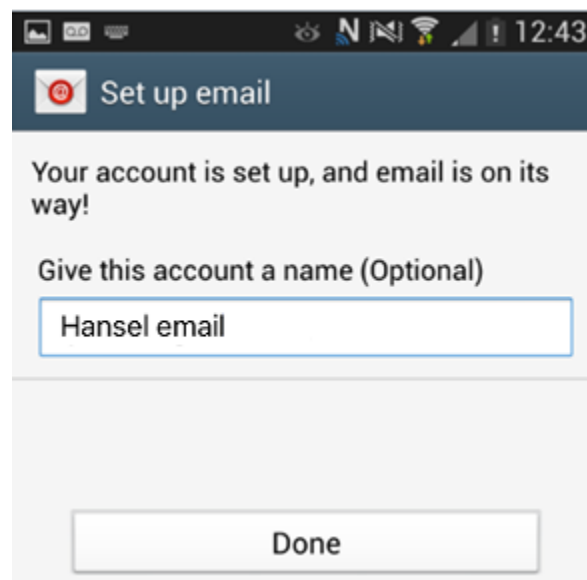 12:43
Set up email
Your account is set up, and email is on its
way!
Give this account a name (Optional)
Hansel email
Done